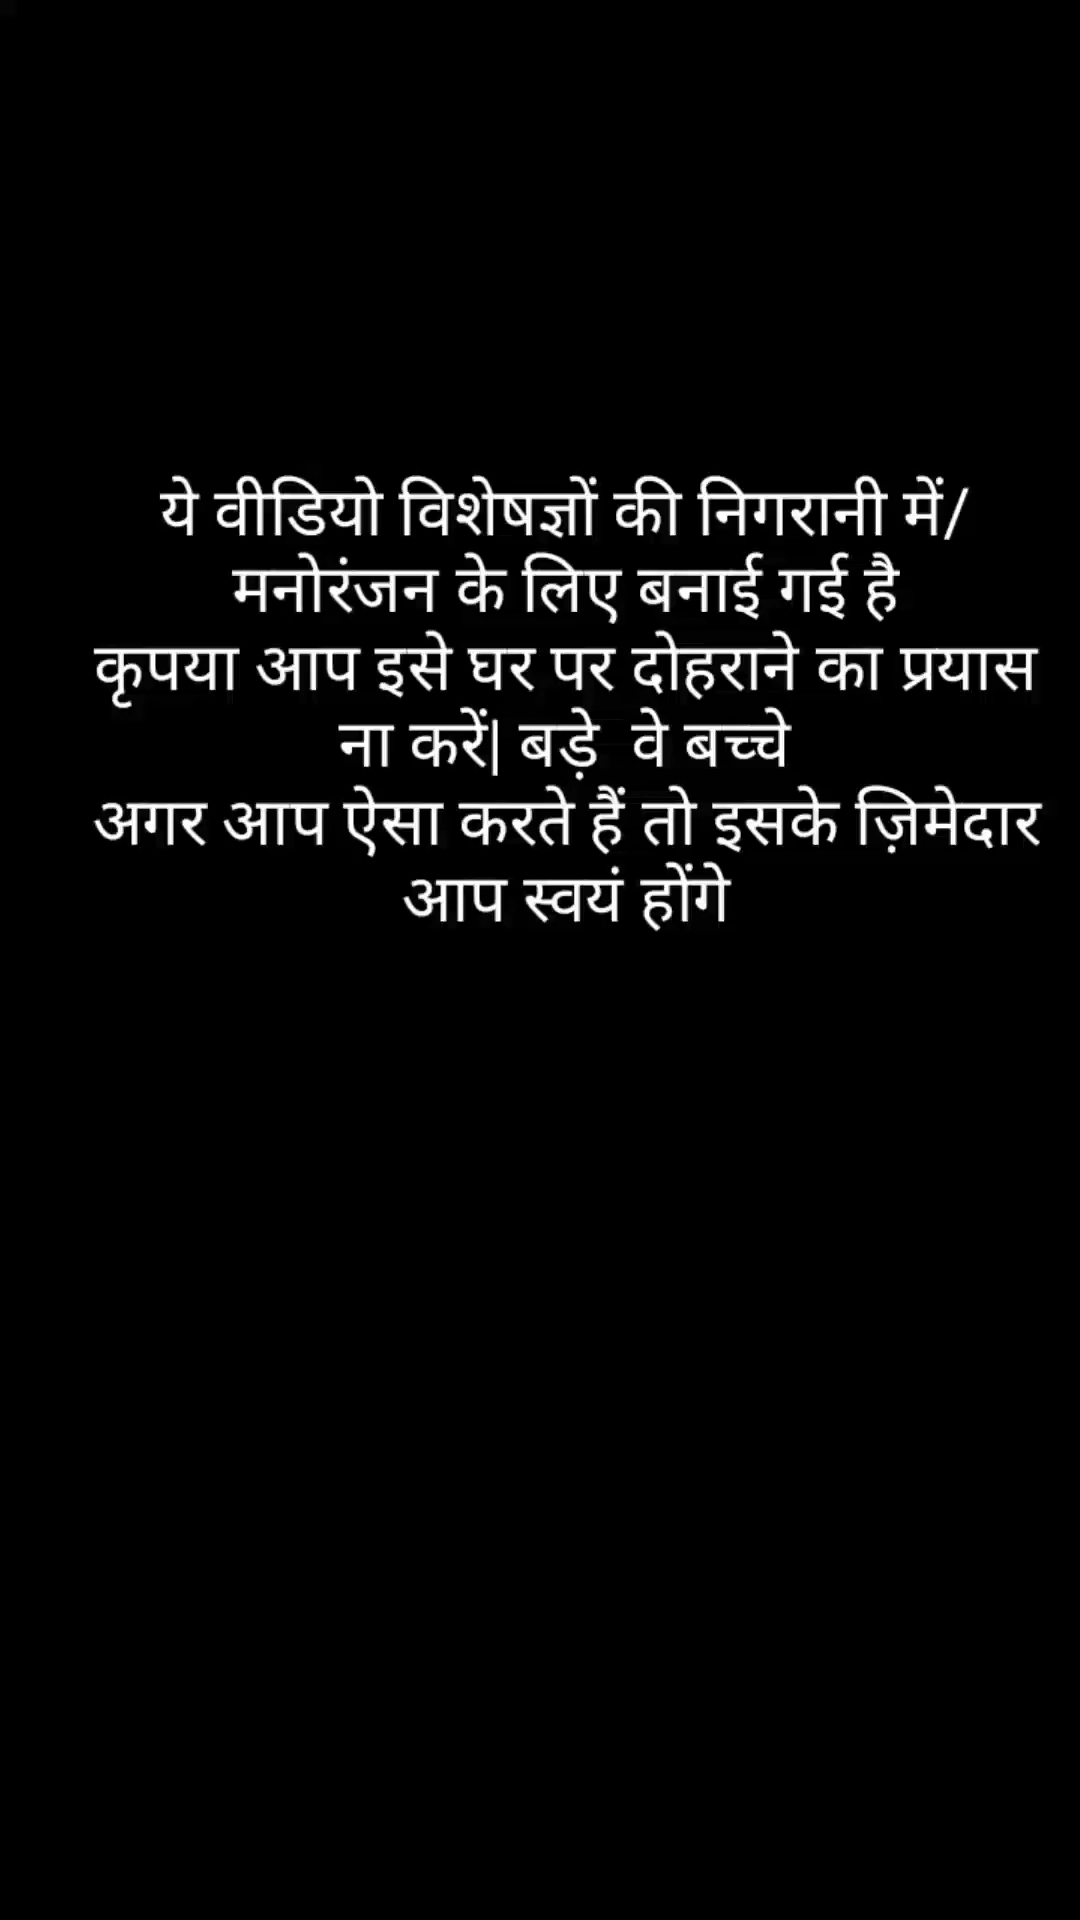 ये वीडियो विशेषज्ञों की निगरानी में/
मनोरंजन के लिए बनाई गई है
कृपया आप इसे घर पर दोहराने का प्रयास
ना करें| बड़े  वे बच्चे
अगर आप ऐसा करते हैं तो इसके ज़िमेदार
आप स्वयं होंगे